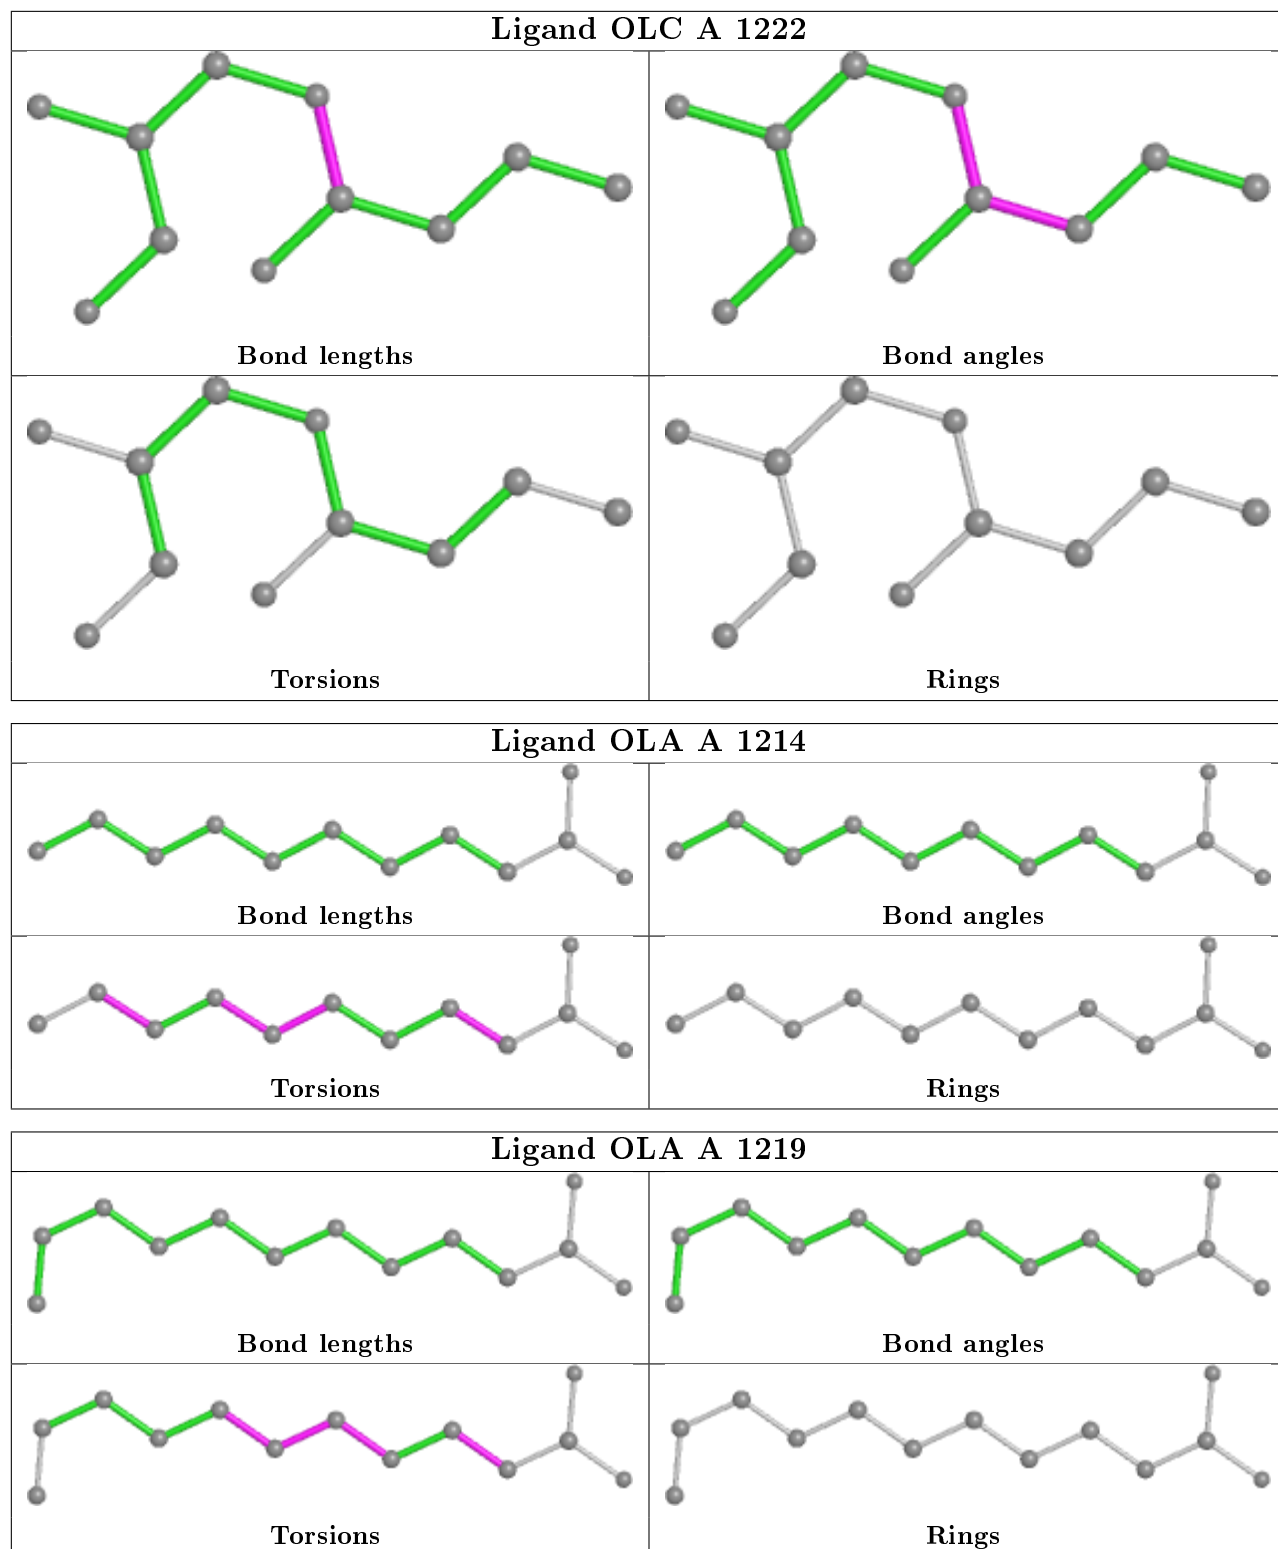 Ligand OLC A 1222
Bond lengths
Bond angles
Torsions
Rings
Ligand OLA A 1214
Bond lengths
Bond angles
Torsions
Rings
Ligand OLA A 1219
Bond lengths
Bond angles
Torsions
Rings